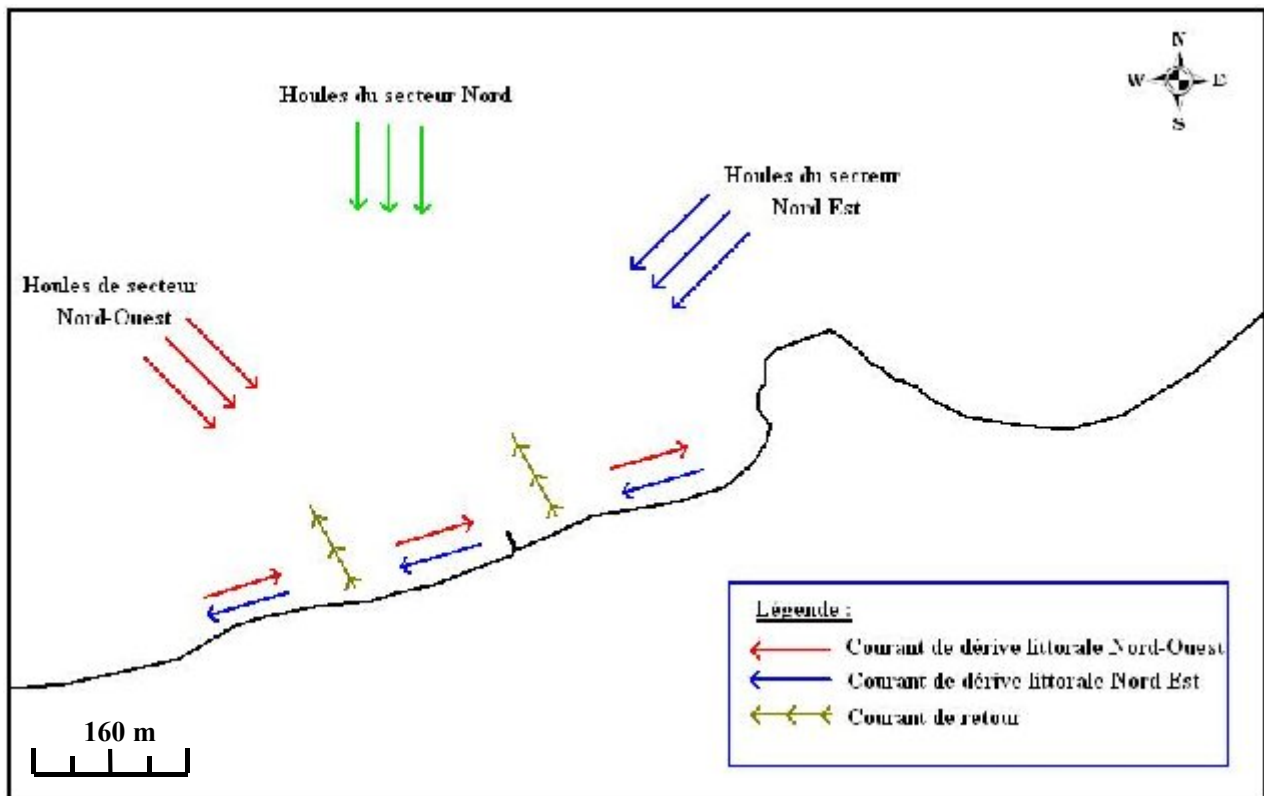 N
W E
S
Houles du secteur Nord
Houles du secteur
Nord Est
Houles de secteur
Nord-Ouest
Légende :
Courant de dérive littorale Nord-Ouest
Courant de dérive littorale Nord Est
Courant de retour
160 m